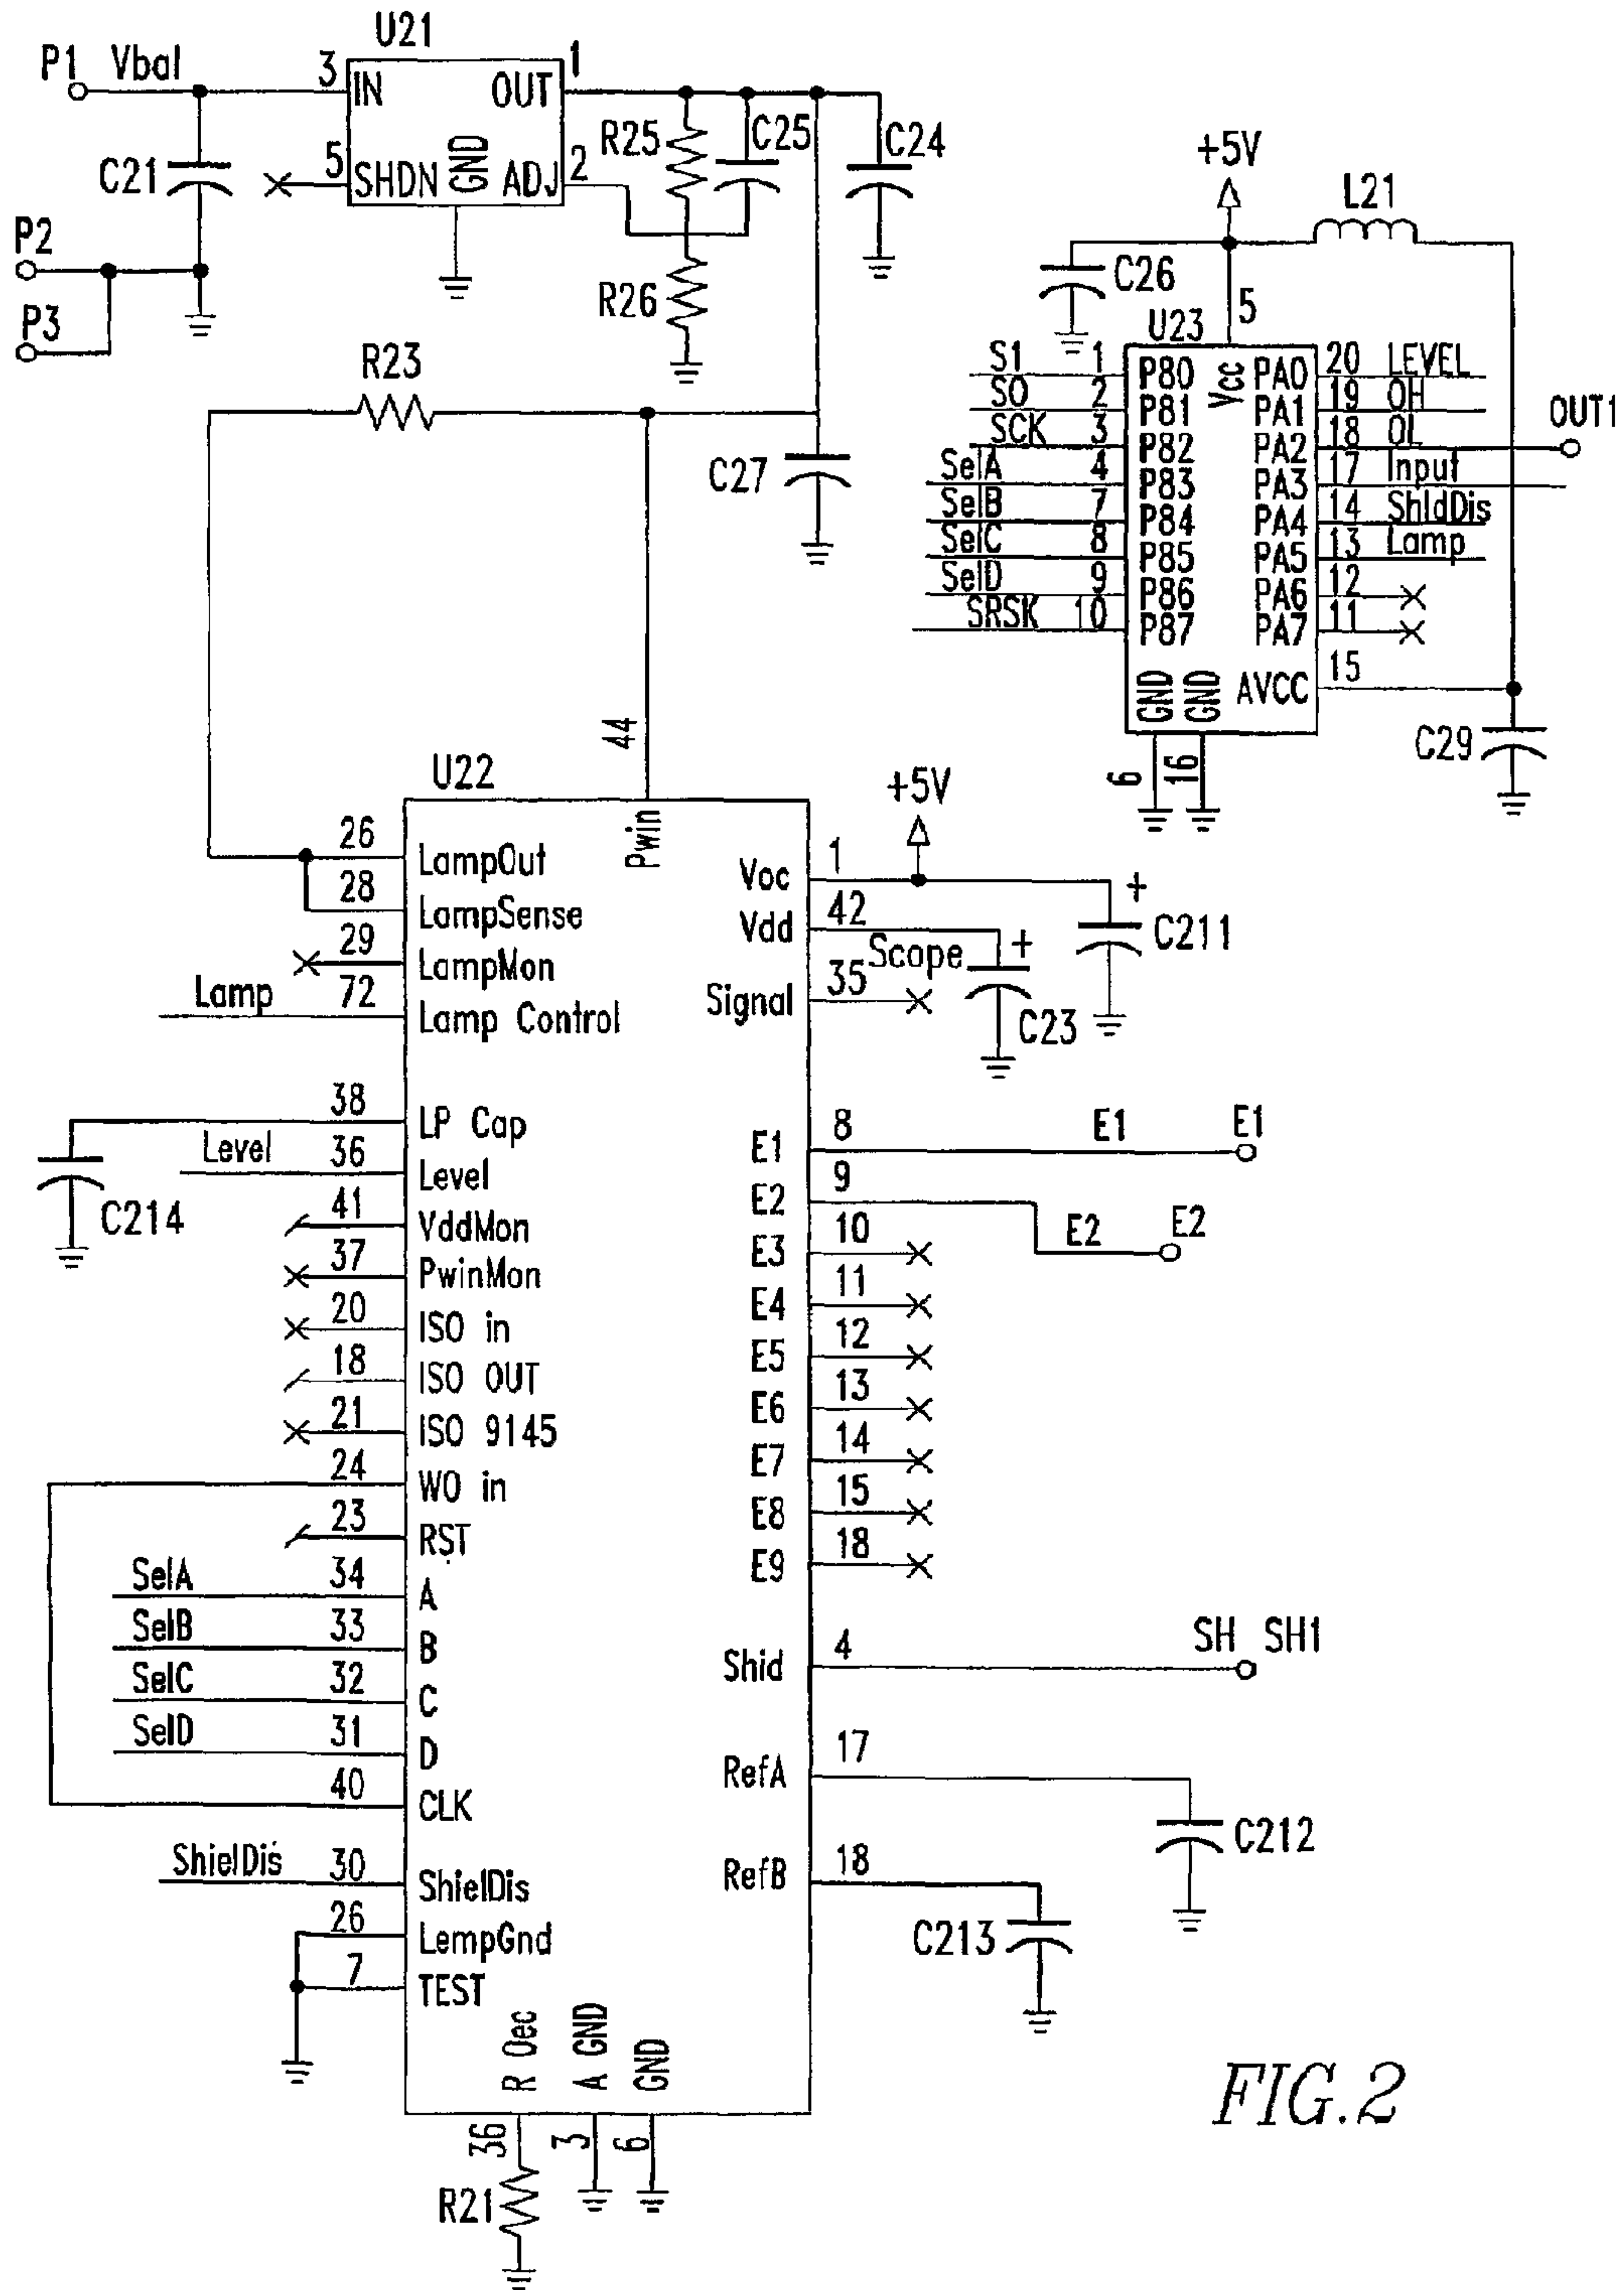 U21
P1 Vbal 3 IN OUT 1
R25 C25 C24
C21 5 SHDN GND ADJ 2
P2
P3
R26
+5V
L21
C26
5
U23
R23
C27
S1 1 P80 Vcc PA0 20 LEVEL
SO 2 P81 PA1 19 OH
SCK 3 P82 PA2 18 OL OUT1
SelA 4 P83 PA3 17 Input
SelB 7 P84 PA4 14 ShldDis
SelC 8 P85 PA5 13 Lamp
SelD 9 P86 PA6 12
SRSK 10 P87 PA7 11
GND GND AVCC 15
6 16
C29
44
U22
Pwin
+5V
26 LampOut
28 LampSense
29 LampMon
Lamp 72 Lamp Control
Voc 1
+ C211
Vdd 42
Scope + C23
Signal 35
38 LP Cap
C214
Level 36 Level
41 VddMon
37 PwinMon
20 ISO in
18 ISO OUT
21 ISO 9145
24 WO in
23 RST
SelA 34 A
SelB 33 B
SelC 32 C
SelD 31 D
40 CLK
ShielDis 30 ShielDis
26 LempGnd
7 TEST
E1 8 E1 E1
E2 9 E2 E2
E3 10
E4 11
E5 12
E6 13
E7 14
E8 15
E9 18
Shid 4 SH SH1
RefA 17
C212
RefB 18
C213
R Oec A GND GND
36 3 6
R21
FIG.2